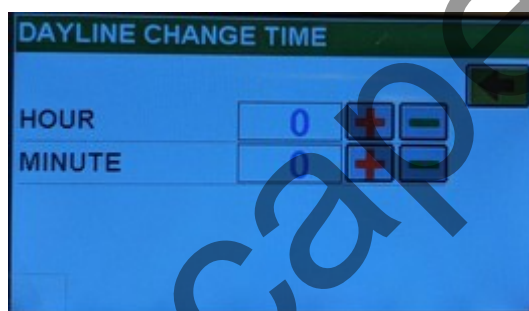 DAYLINE CHANGE TIME
HOUR 0 + -
MINUTE 0 + -